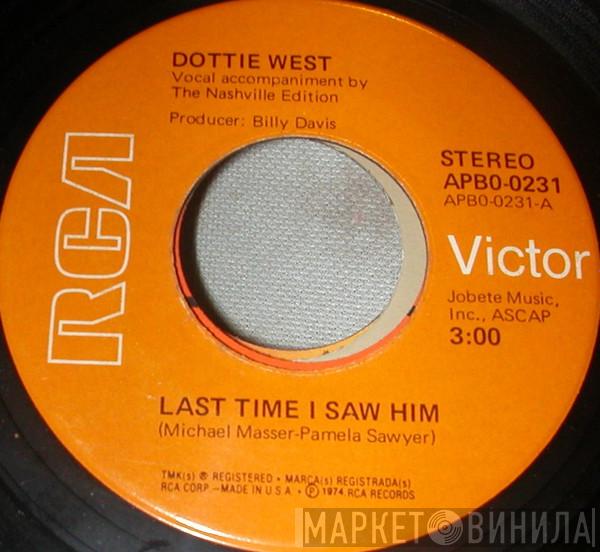 DOTTIE WEST
Vocal accompaniment by
The Nashville Edition
Producer: Billy Davis
RCA
STEREO
APBO-0231
APBO-0231-A
Victor
Jobete Music,
Inc., ASCAP
3:00
LAST TIME I SAW HIM
(Michael Masser-Pamela Sawyer)
TMK(s) ® REGISTERED • MARCA(s) REGISTRADA(s)
RCA CORP.-MADE IN U.S.A. • ℗ 1974, RCA RECORDS
МАРКЕТ ВИНИЛА